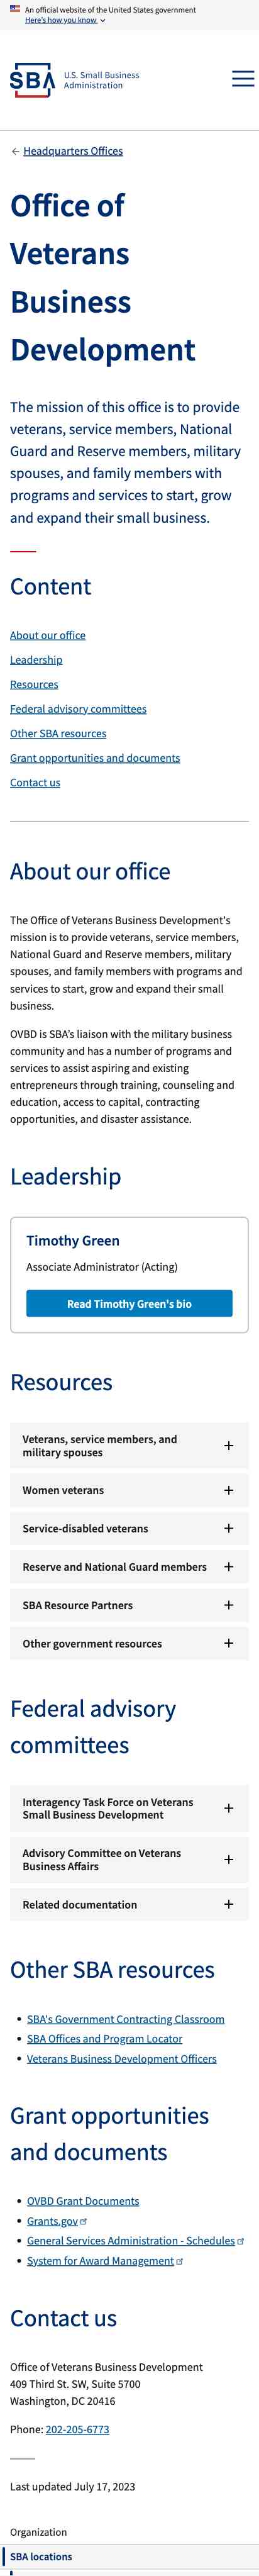 An official website of the United States government
Here's how you know
SBA
U.S. Small Business
Administration
Headquarters Offices
Office of
Veterans
Business
Development
The mission of this office is to provide
veterans, service members, National
Guard and Reserve members, military
spouses, and family members with
programs and services to start, grow
and expand their small business.
Content
About our office
Leadership
Resources
Federal advisory committees
Other SBA resources
Grant opportunities and documents
Contact us
About our office
The Office of Veterans Business Development's
mission is to provide veterans, service members,
National Guard and Reserve members, military
spouses, and family members with programs and
services to start, grow and expand their small
business.
OVBD is SBA's liaison with the military business
community and has a number of programs and
services to assist aspiring and existing
entrepreneurs through training, counseling and
education, access to capital, contracting
opportunities, and disaster assistance.
Leadership
Timothy Green
Associate Administrator (Acting)
Read Timothy Green's bio
Resources
Veterans, service members, and
military spouses
Women veterans
Service-disabled veterans
Reserve and National Guard members
SBA Resource Partners
Other government resources
Federal advisory
committees
Interagency Task Force on Veterans
Small Business Development
Advisory Committee on Veterans
Business Affairs
Related documentation
Other SBA resources
SBA's Government Contracting Classroom
SBA Offices and Program Locator
Veterans Business Development Officers
Grant opportunities
and documents
OVBD Grant Documents
Grants.gov
General Services Administration - Schedules
System for Award Management
Contact us
Office of Veterans Business Development
409 Third St. SW, Suite 5700
Washington, DC 20416
Phone: 202-205-6773
Last updated July 17, 2023
Organization
SBA locations